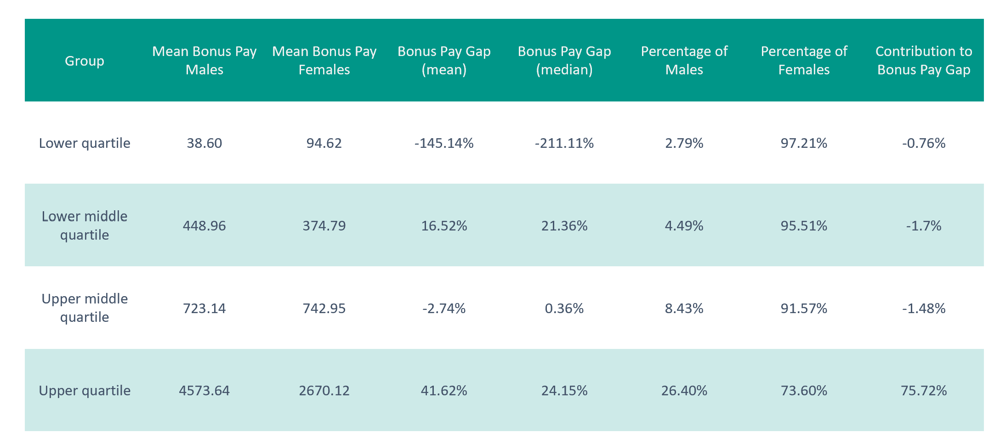 Group
Mean Bonus Pay
Males
Mean Bonus Pay
Females
Bonus Pay Gap
(mean)
Bonus Pay Gap
(median)
Percentage of
Males
Percentage of
Females
Contribution to
Bonus Pay Gap
Lower quartile 38.60 94.62 -145.14% -211.11% 2.79% 97.21% -0.76%
Lower middle
quartile
448.96 374.79 16.52% 21.36% 4.49% 95.51% -1.7%
Upper middle
quartile
723.14 742.95 -2.74% 0.36% 8.43% 91.57% -1.48%
Upper quartile 4573.64 2670.12 41.62% 24.15% 26.40% 73.60% 75.72%